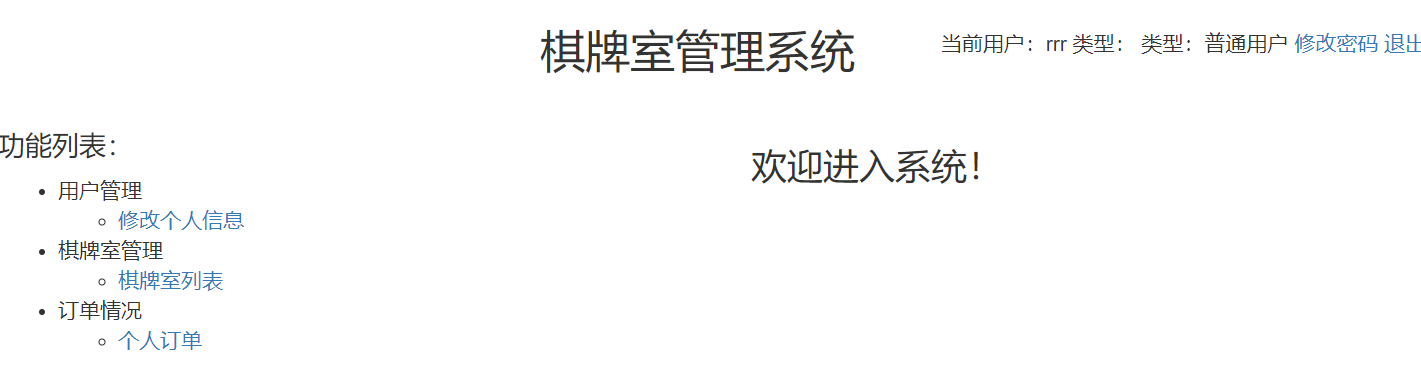 棋牌室管理系统
当前用户：rrr 类型： 类型：普通用户 修改密码 退出
功能列表：
欢迎进入系统！
用户管理
修改个人信息
棋牌室管理
棋牌室列表
订单情况
个人订单